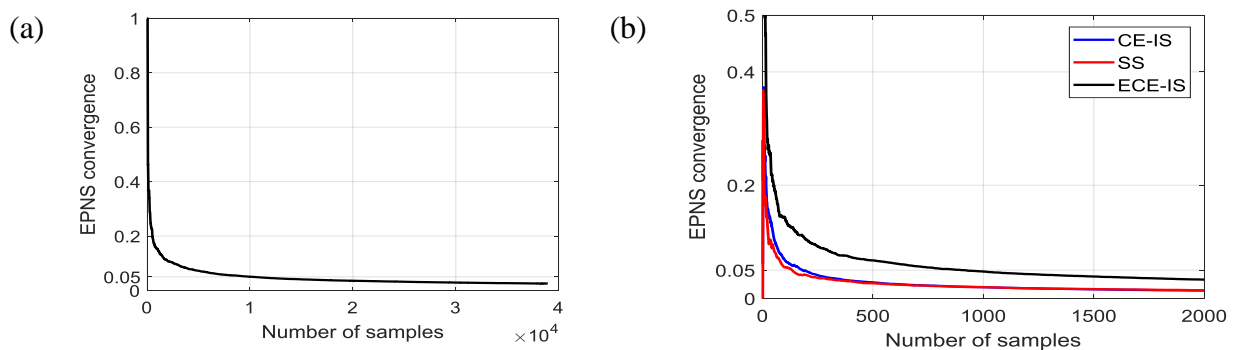 (a)
EPNS convergence
1
0.8
0.6
0.4
0.2
0.05
0
0 1 2 3 4
×10^4
Number of samples
(b)
EPNS convergence
0.5
0.4
0.2
0.05
0
0 500 1000 1500 2000
Number of samples
CE-IS
SS
ECE-IS